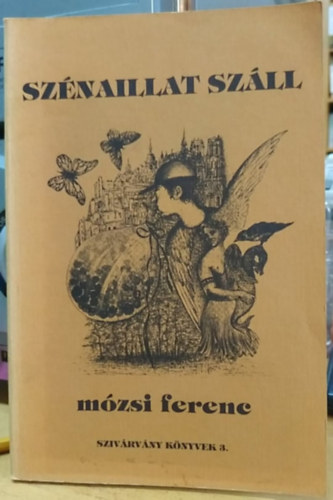 SZÉNAILLAT SZÁLL
mózsi ferenc
SZIVÁRVÁNY KÖNYVEK 3.